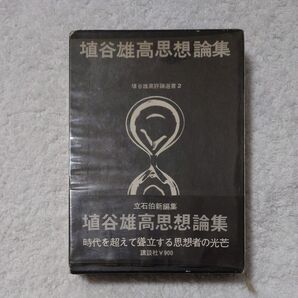 埴谷雄高思想論集
埴谷雄高評論選書2
立石伯新編集
埴谷雄高思想論集
時代を超えて聳立する思想者の光芒
講談社¥900